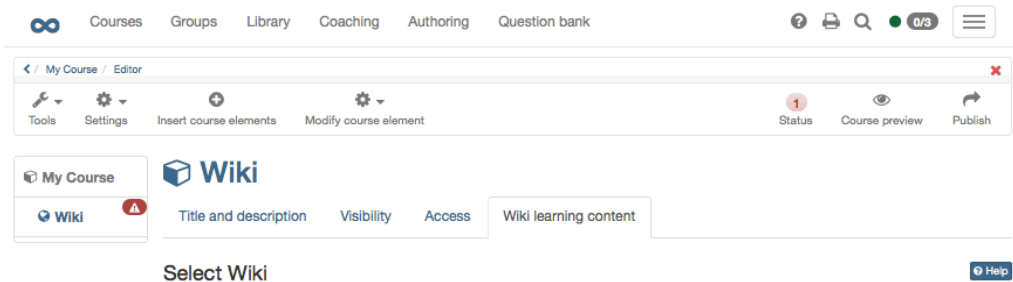 Courses Groups Library Coaching Authoring Question bank 0/3
/ My Course / Editor
1
Tools Settings Insert course elements Modify course element Status Course preview Publish
My Course
Wiki
Wiki
Title and description Visibility Access Wiki learning content
Select Wiki
Help